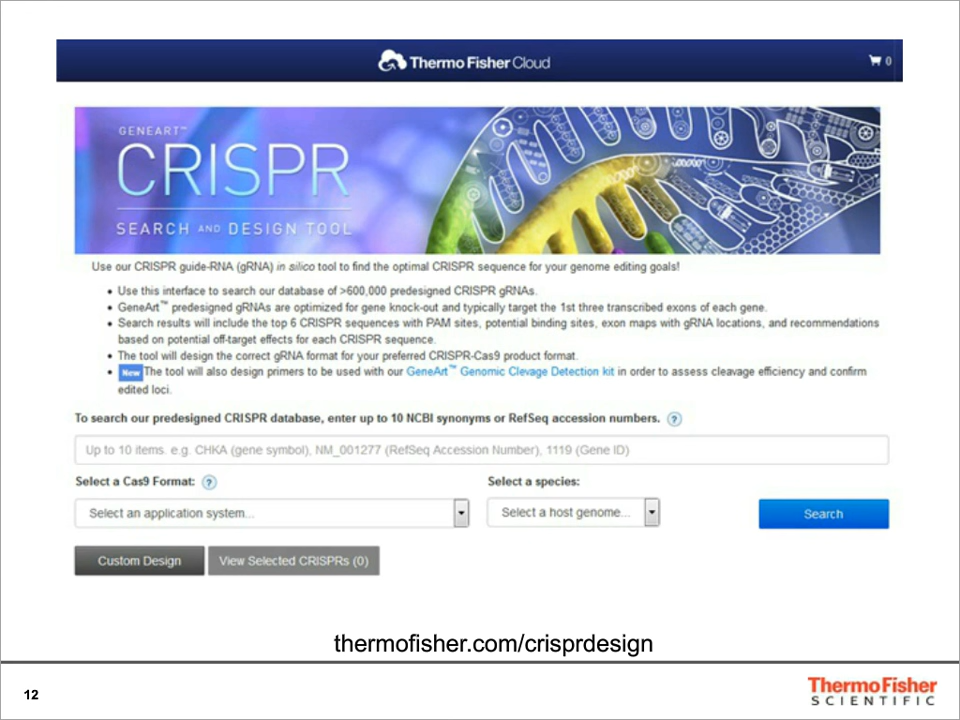 ThermoFisher Cloud
0
GENEART™
CRISPR
SEARCH AND DESIGN TOOL
Use our CRISPR guide-RNA (gRNA) in silico tool to find the optimal CRISPR sequence for your genome editing goals!
• Use this interface to search our database of >600,000 predesigned CRISPR gRNAs.
• GeneArt™ predesigned gRNAs are optimized for gene knock-out and typically target the 1st three transcribed exons of each gene.
• Search results will include the top 6 CRISPR sequences with PAM sites, potential binding sites, exon maps with gRNA locations, and recommendations
based on potential off-target effects for each CRISPR sequence.
• The tool will design the correct gRNA format for your preferred CRISPR-Cas9 product format.
• New The tool will also design primers to be used with our GeneArt™ Genomic Clevage Detection kit in order to assess cleavage efficiency and confirm
edited loci.
To search our predesigned CRISPR database, enter up to 10 NCBI synonyms or RefSeq accession numbers. ?
Up to 10 items. e.g. CHKA (gene symbol), NM_001277 (RefSeq Accession Number), 1119 (Gene ID)
Select a Cas9 Format: ? Select a species:
Select an application system... Select a host genome... Search
Custom Design View Selected CRISPRs (0)
thermofisher.com/crisprdesign
12
ThermoFisher
SCIENTIFIC